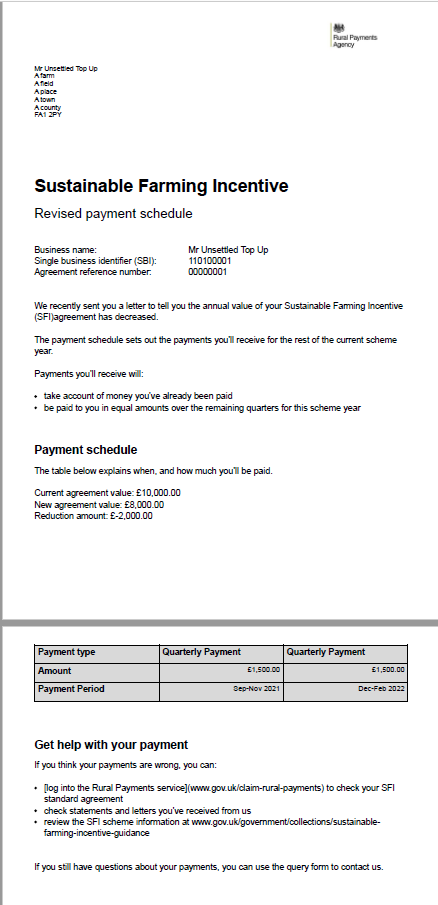 Rural Payments
Agency
Mr Unsettled Top Up
A farm
A field
A place
A town
A county
FA1 2PY
Sustainable Farming Incentive
Revised payment schedule
Business name: Mr Unsettled Top Up
Single business identifier (SBI): 110100001
Agreement reference number: 00000001
We recently sent you a letter to tell you the annual value of your Sustainable Farming Incentive
(SFI)agreement has decreased.
The payment schedule sets out the payments you'll receive for the rest of the current scheme
year.
Payments you'll receive will:
• take account of money you've already been paid
• be paid to you in equal amounts over the remaining quarters for this scheme year
Payment schedule
The table below explains when, and how much you'll be paid.
Current agreement value: £10,000.00
New agreement value: £8,000.00
Reduction amount: £-2,000.00
Payment type Quarterly Payment Quarterly Payment
Amount £1,500.00 £1,500.00
Payment Period Sep-Nov 2021 Dec-Feb 2022
Get help with your payment
If you think your payments are wrong, you can:
• [log into the Rural Payments service](www.gov.uk/claim-rural-payments) to check your SFI
standard agreement
• check statements and letters you've received from us
• review the SFI scheme information at www.gov.uk/government/collections/sustainable-
farming-incentive-guidance
If you still have questions about your payments, you can use the query form to contact us.